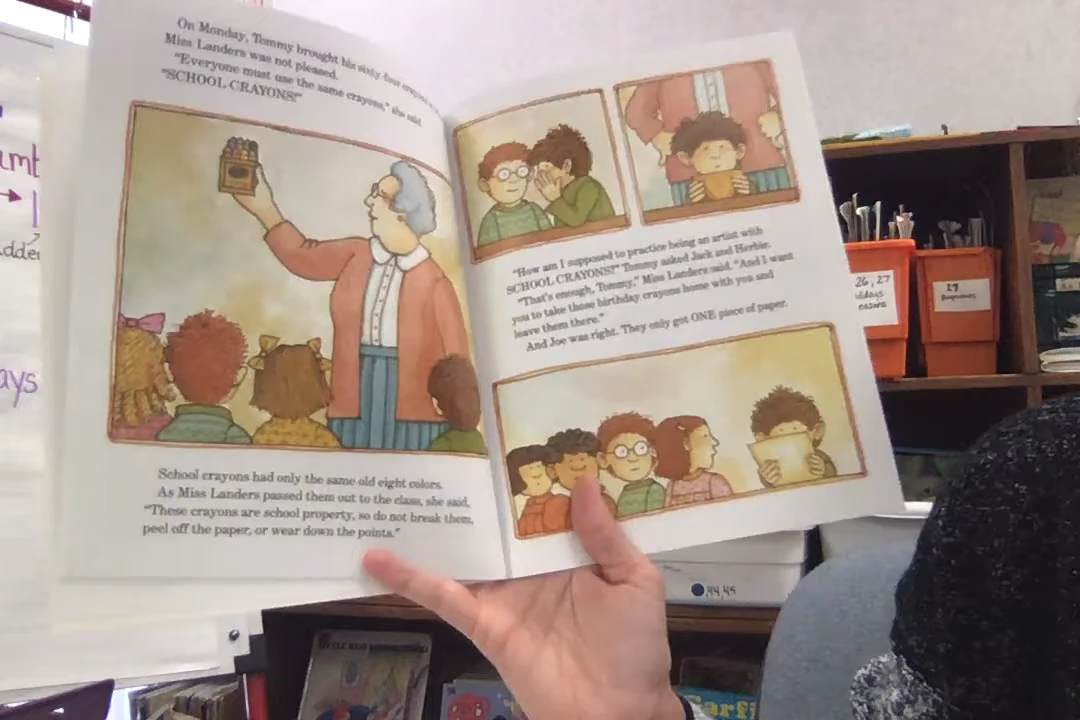 On Monday, Tommy brought his sixty-four
Miss Landers was not pleased.
"Everyone must use the same crayons," she said.
"SCHOOL CRAYONS!"
School crayons had only the same old eight colors.
As Miss Landers passed them out to the class, she said,
"These crayons are school property, so do not break them,
peel off the paper, or wear down the points."
"How am I supposed to practice being an artist with
SCHOOL CRAYONS?" Tommy asked Jack and Herbie.
"That's enough, Tommy," Miss Landers said. "And I want
you to take those birthday crayons home with you and
leave them there."
And Joe was right. They only got ONE piece of paper.
26, 27
27
44,45